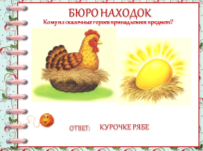 БЮРО НАХОДОК
Кому из сказочных героев принадлежит предмет?
ОТВЕТ: КУРОЧКЕ РЯБЕ